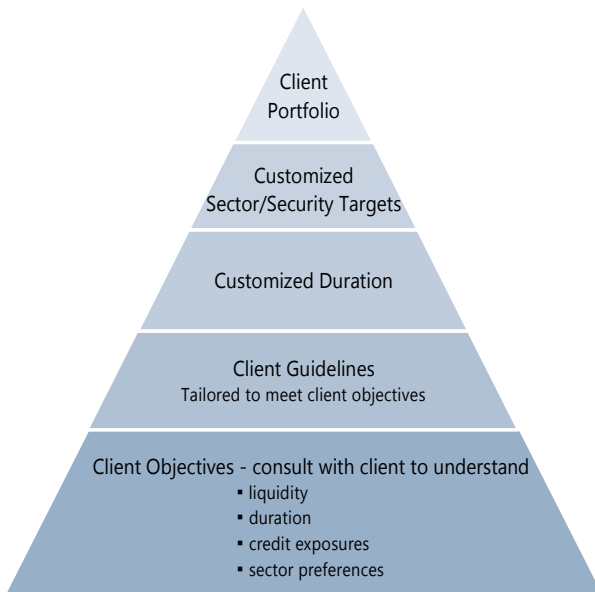 Client
Portfolio
Customized
Sector/Security Targets
Customized Duration
Client Guidelines
Tailored to meet client objectives
Client Objectives - consult with client to understand
▪ liquidity
▪ duration
▪ credit exposures
▪ sector preferences